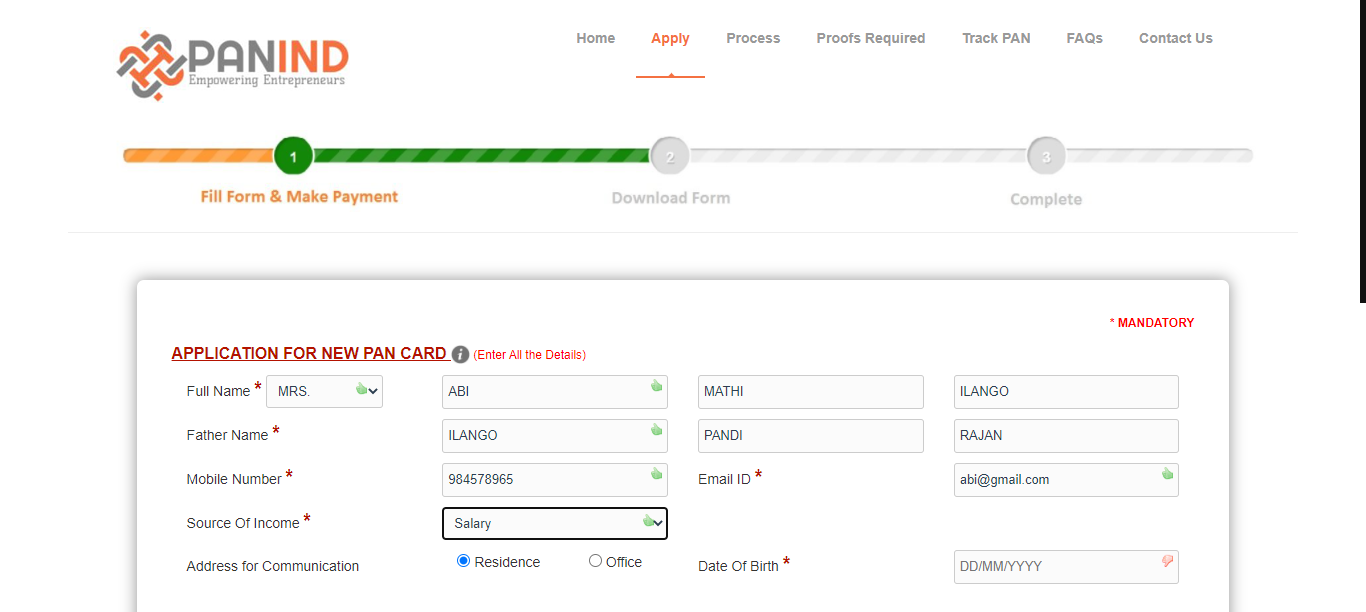 PANIND
Empowering Entrepreneurs
Home Apply Process Proofs Required Track PAN FAQs Contact Us
1 2 3
Fill Form & Make Payment Download Form Complete
* MANDATORY
APPLICATION FOR NEW PAN CARD i (Enter All the Details)
Full Name * MRS. ABI MATHI ILANGO
Father Name * ILANGO PANDI RAJAN
Mobile Number * 984578965 Email ID * abi@gmail.com
Source Of Income * Salary
Address for Communication Residence Office Date Of Birth * DD/MM/YYYY